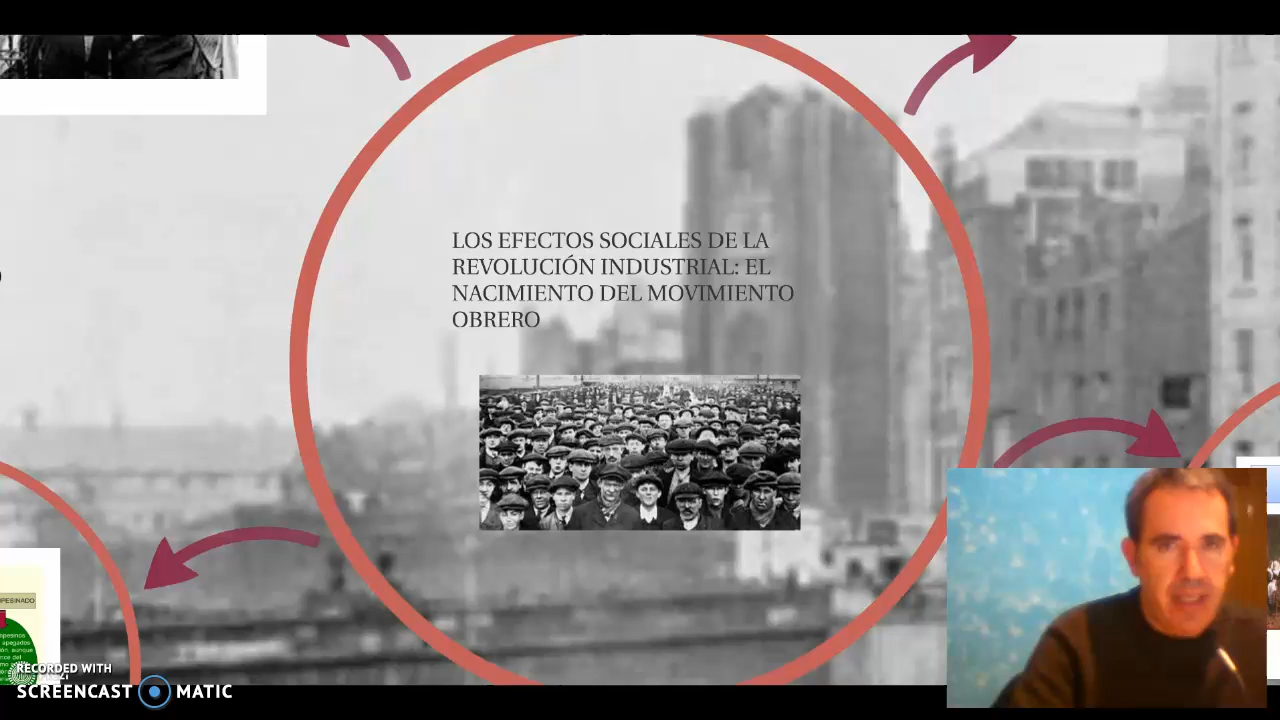 LOS EFECTOS SOCIALES DE LA
REVOLUCIÓN INDUSTRIAL: EL
NACIMIENTO DEL MOVIMIENTO
OBRERO
RECORDED WITH
SCREENCAST MATIC